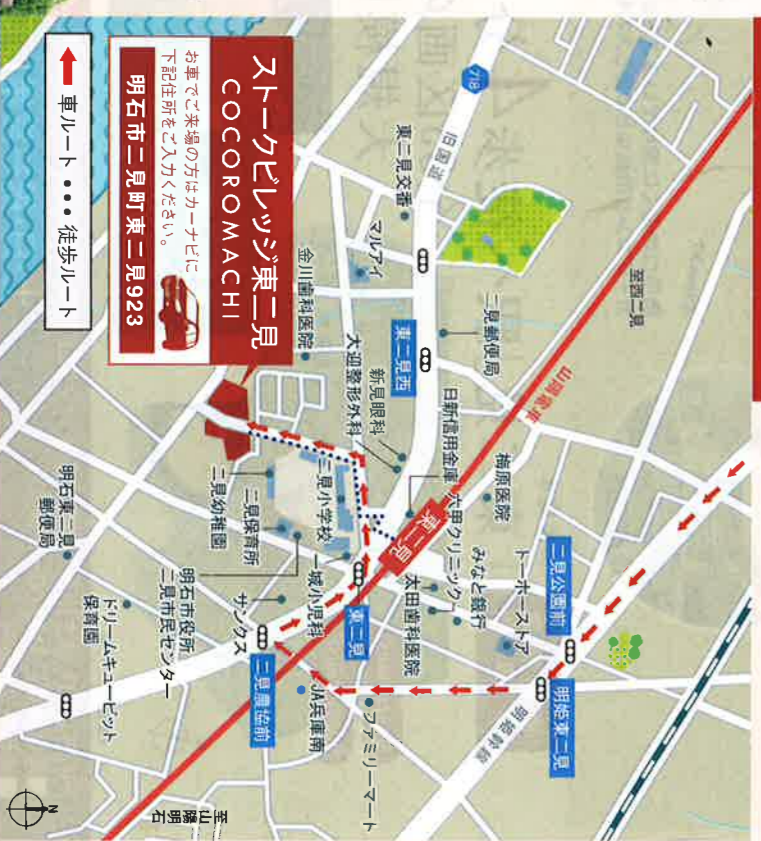 ストークビレッジ東二見
COCOROMACHI
お車でご来場の方はカーナビに
下記住所をご入力ください。
明石市二見町東二見923
車ルート ••• 徒歩ルート
718
旧国道
東二見交番
マルアイ
金川歯科医院
二見郵便局
東二見西
新見眼科
大迫整形外科
日新信用金庫
六甲クリニック
東二見
至西二見
山陽電車
梅原医院
トーホーストア
みなと銀行
太田歯科医院
二見公園前
明姫東二見
明姫幹線
二見小学校
二見保育所
二見幼稚園
一城小児科
東二見
サンクス
明石市役所
二見市民センター
二見農協前
JA兵庫南
ファミリーマート
明石東二見
郵便局
ドリームキューピット
保育園
至山陽明石
N